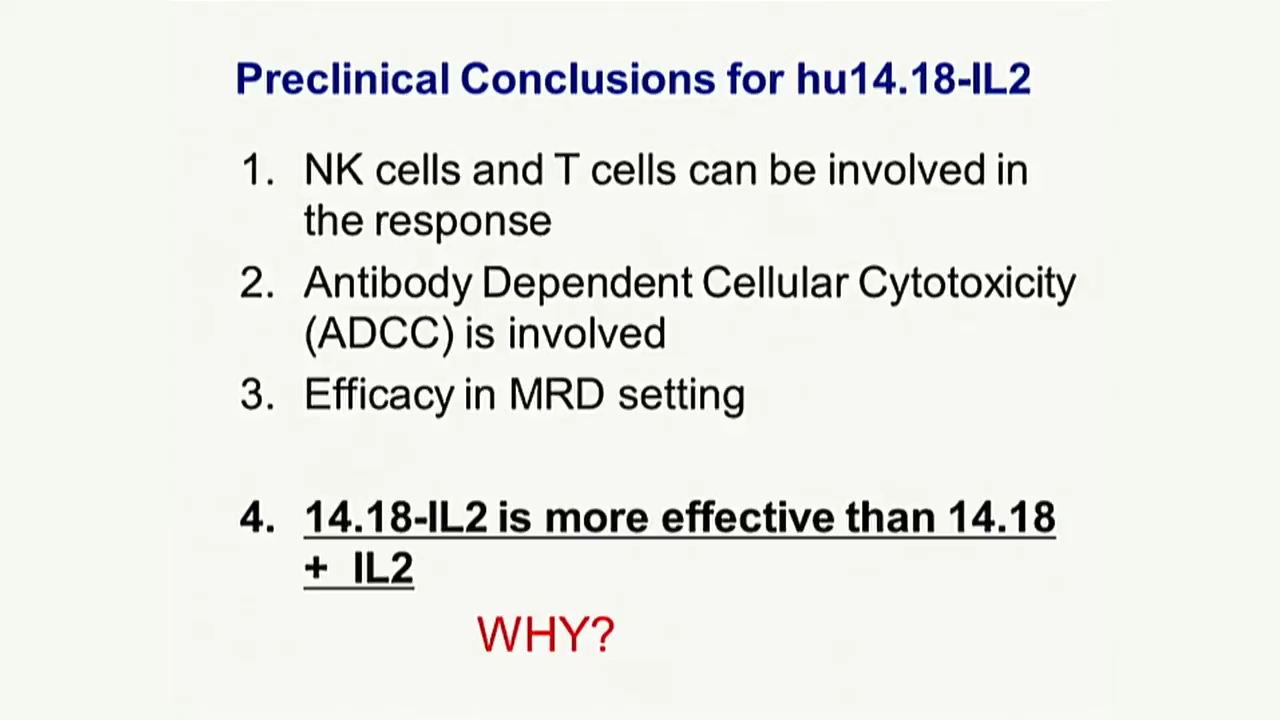 Preclinical Conclusions for hu14.18-IL2
1. NK cells and T cells can be involved in
the response
2. Antibody Dependent Cellular Cytotoxicity
(ADCC) is involved
3. Efficacy in MRD setting
4. 14.18-IL2 is more effective than 14.18
+ IL2
WHY?